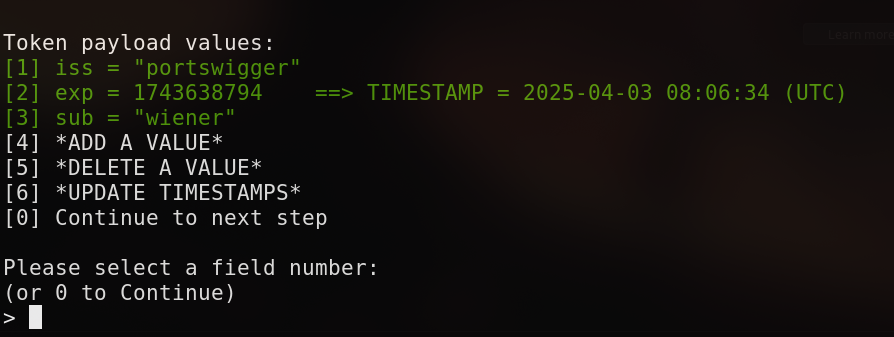 Learn more
Token payload values:
[1] iss = "portswigger"
[2] exp = 1743638794    ==> TIMESTAMP = 2025-04-03 08:06:34 (UTC)
[3] sub = "wiener"
[4] *ADD A VALUE*
[5] *DELETE A VALUE*
[6] *UPDATE TIMESTAMPS*
[0] Continue to next step
Please select a field number:
(or 0 to Continue)
>